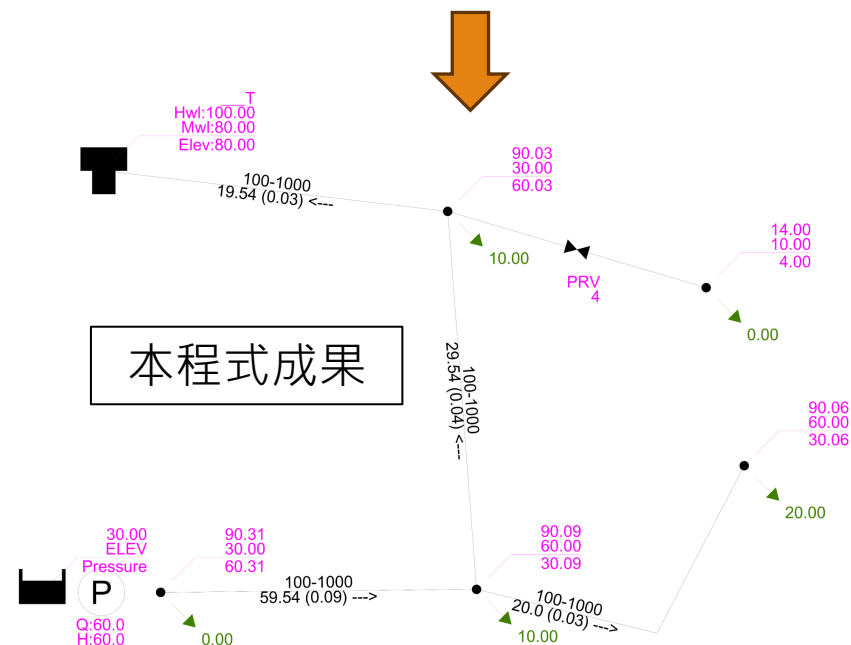 ___T
Hwl:100.00
Mwl:80.00
Elev:80.00
100-1000
19.54 (0.03) <---
90.03
30.00
60.03
10.00
PRV
4
14.00
10.00
4.00
0.00
本程式成果
100-1000
29.54 (0.04) <---
90.06
60.00
30.06
20.00
30.00
ELEV
Pressure
P
Q:60.0
H:60.0
90.31
30.00
60.31
0.00
100-1000
59.54 (0.09) --->
90.09
60.00
30.09
10.00
100-1000
20.0 (0.03) --->